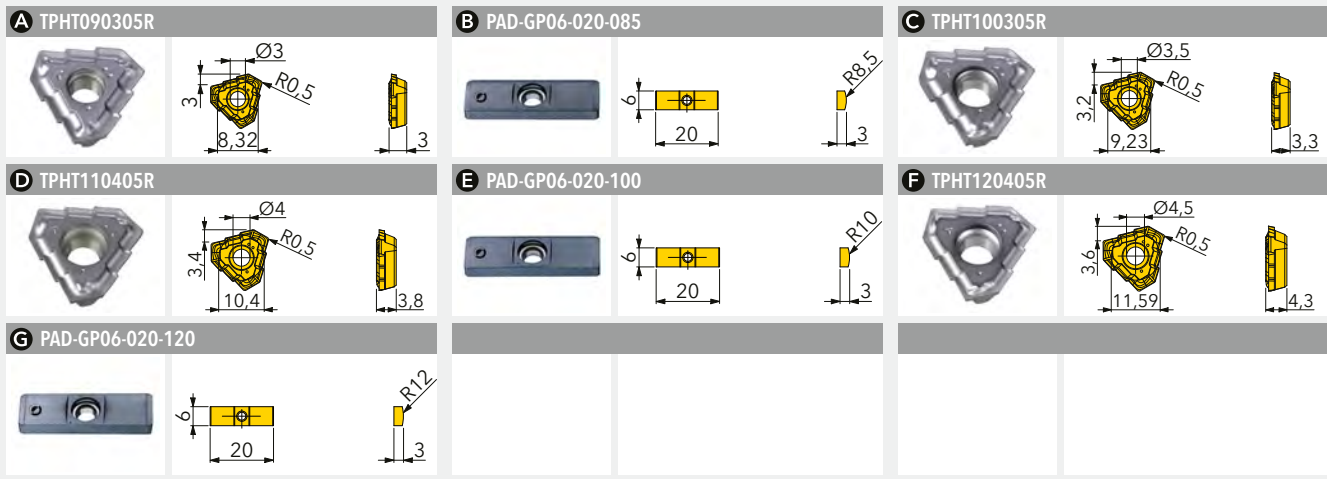 A TPHT090305R
Ø3
3
R0,5
8,32
3
B PAD-GP06-020-085
6
20
R8,5
3
C TPHT100305R
Ø3,5
3,2
R0,5
9,23
3,3
D TPHT110405R
Ø4
3,4
R0,5
10,4
3,8
E PAD-GP06-020-100
6
20
R10
3
F TPHT120405R
Ø4,5
3,6
R0,5
11,59
4,3
G PAD-GP06-020-120
6
20
R12
3